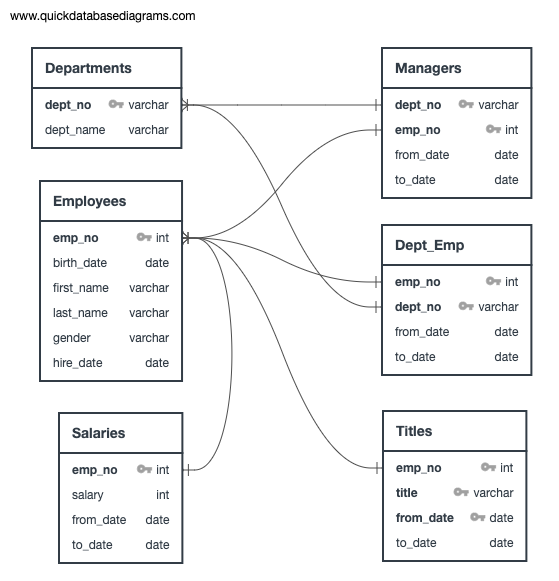 www.quickdatabasediagrams.com
Departments
dept_no varchar
dept_name varchar
Managers
dept_no varchar
emp_no int
from_date date
to_date date
Employees
emp_no int
birth_date date
first_name varchar
last_name varchar
gender varchar
hire_date date
Dept_Emp
emp_no int
dept_no varchar
from_date date
to_date date
Salaries
emp_no int
salary int
from_date date
to_date date
Titles
emp_no int
title varchar
from_date date
to_date date